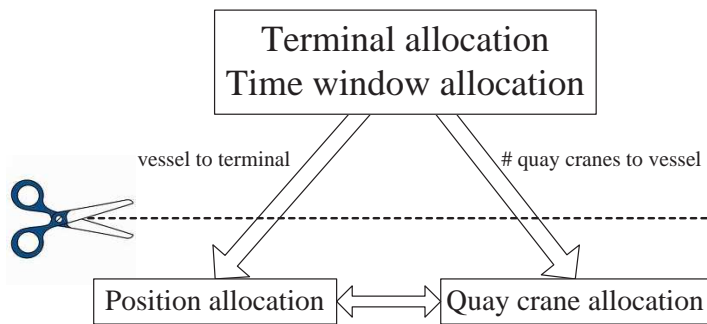 Terminal allocation
Time window allocation
vessel to terminal
# quay cranes to vessel
Position allocation
Quay crane allocation